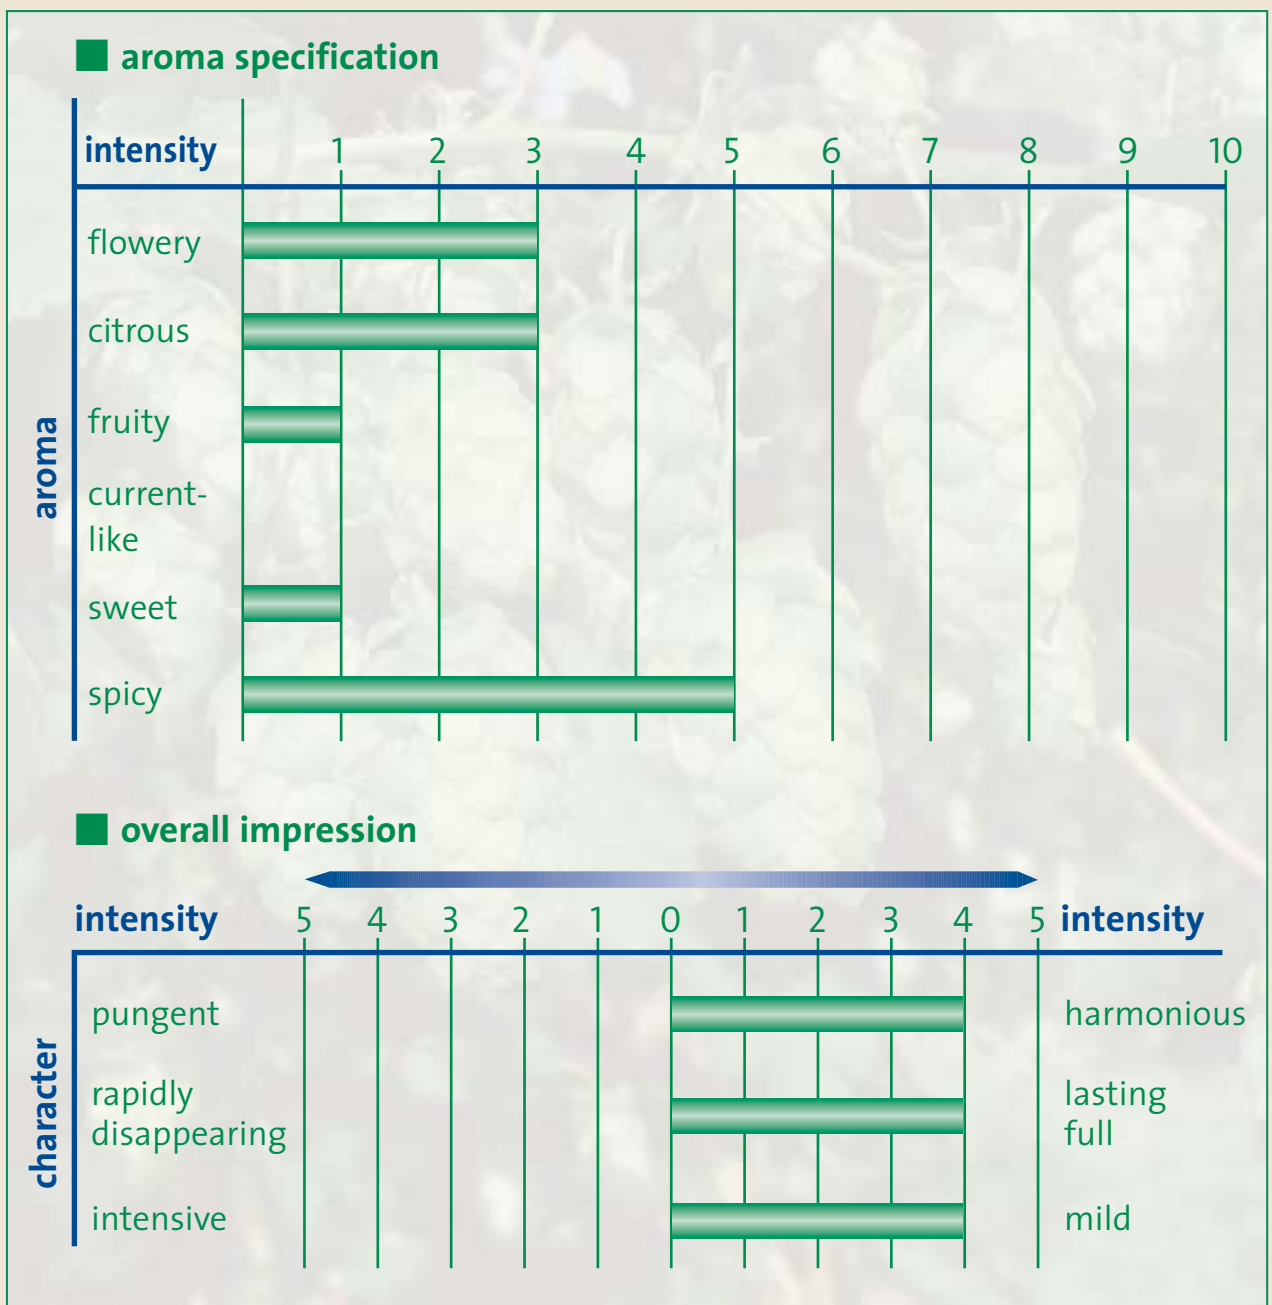 aroma specification
intensity 1 2 3 4 5 6 7 8 9 10
aroma
flowery
citrous
fruity
current-
like
sweet
spicy
overall impression
intensity 5 4 3 2 1 0 1 2 3 4 5 intensity
character
pungent harmonious
rapidly lasting
disappearing full
intensive mild